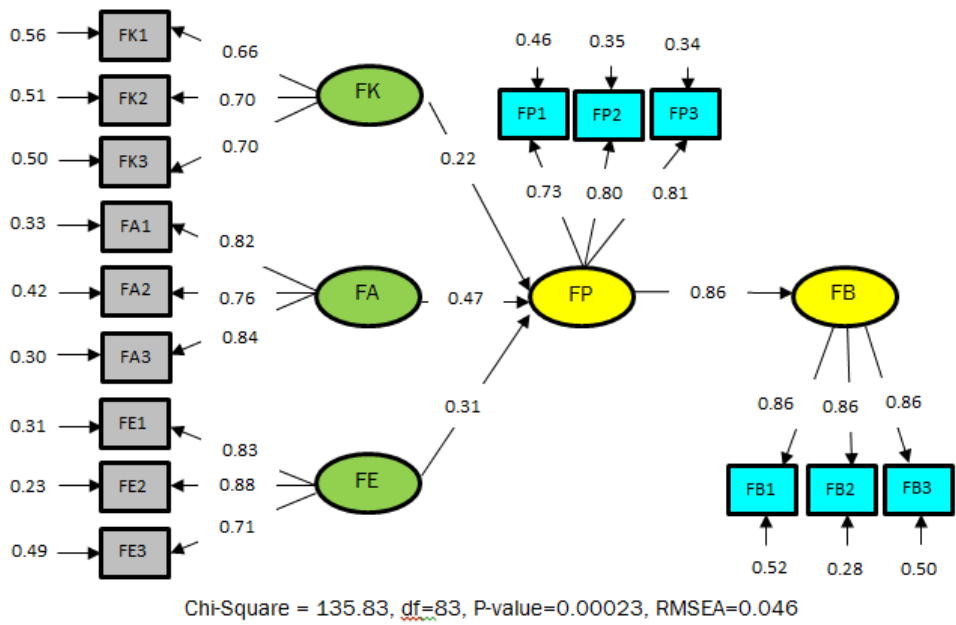 0.56 FK1 0.66
0.51 FK2 0.70
0.50 FK3 0.70
0.33 FA1 0.82
0.42 FA2 0.76
0.30 FA3 0.84
0.31 FE1 0.83
0.23 FE2 0.88
0.49 FE3 0.71
FK
FA
FE
0.22
0.47
0.31
0.46 0.35 0.34
FP1 FP2 FP3
0.73 0.80 0.81
FP 0.86 FB
0.86 0.86 0.86
FB1 FB2 FB3
0.52 0.28 0.50
Chi-Square = 135.83, df=83, P-value=0.00023, RMSEA=0.046